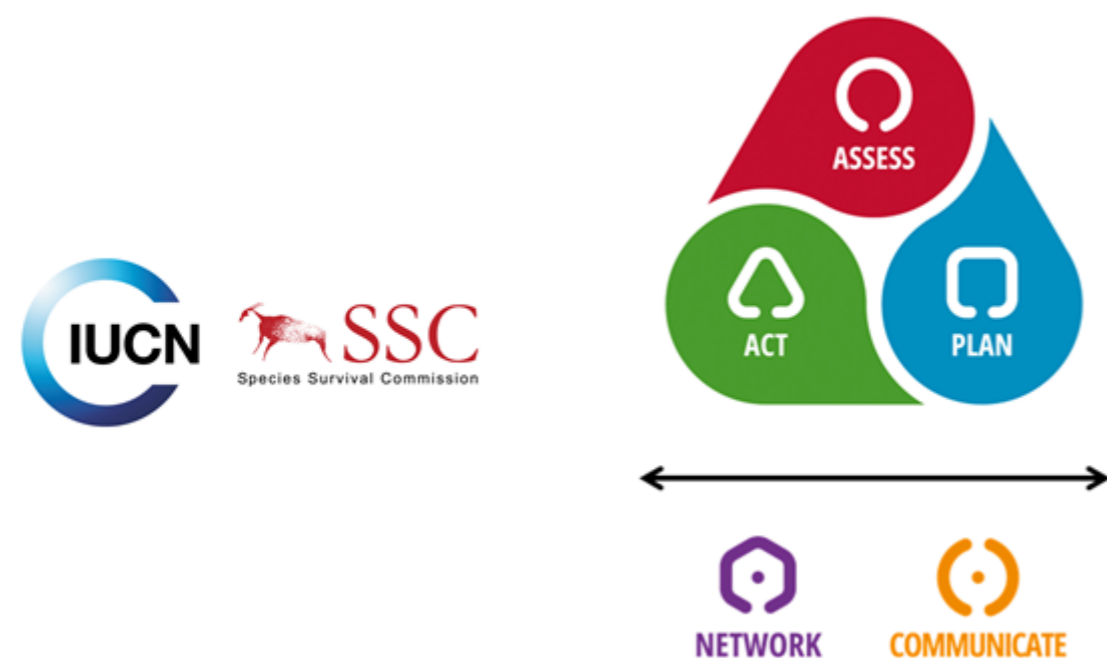 IUCN
SSC
Species Survival Commission
ASSESS
ACT
PLAN
NETWORK
COMMUNICATE